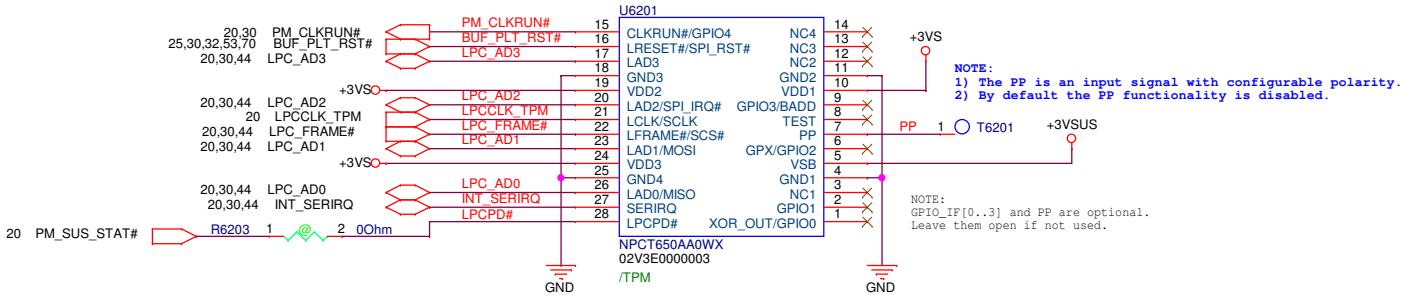 U6201
20,30 PM_CLKRUN# PM_CLKRUN# 15 CLKRUN#/GPIO4 NC4 14
25,30,32,53,70 BUF_PLT_RST# BUF_PLT_RST# 16 LRESET#/SPI_RST# NC3 13 +3VS
20,30,44 LPC_AD3 LPC_AD3 17 LAD3 NC2 12
18 GND3 GND2 11
+3VS 19 VDD2 VDD1 10
20,30,44 LPC_AD2 LPC_AD2 20 LAD2/SPI_IRQ# GPIO3/BADD 9
20 LPCCLK_TPM LPCCLK_TPM 21 LCLK/SCLK TEST 8
20,30,44 LPC_FRAME# LPC_FRAME# 22 LFRAME#/SCS# PP 7 PP 1 T6201
20,30,44 LPC_AD1 LPC_AD1 23 LAD1/MOSI GPX/GPIO2 6 +3VSUS
+3VS 24 VDD3 VSB 5
25 GND4 GND1 4
20,30,44 LPC_AD0 LPC_AD0 26 LAD0/MISO NC1 3
20,30,44 INT_SERIRQ INT_SERIRQ 27 SERIRQ GPIO1 2
LPCPD# 28 LPCPD# XOR_OUT/GPIO0 1
20 PM_SUS_STAT# R6203 1 @ 2 0Ohm
NPCT650AA0WX
02V3E0000003
/TPM
GND
GND
NOTE:
1) The PP is an input signal with configurable polarity.
2) By default the PP functionality is disabled.
NOTE:
GPIO_IF[0..3] and PP are optional.
Leave them open if not used.